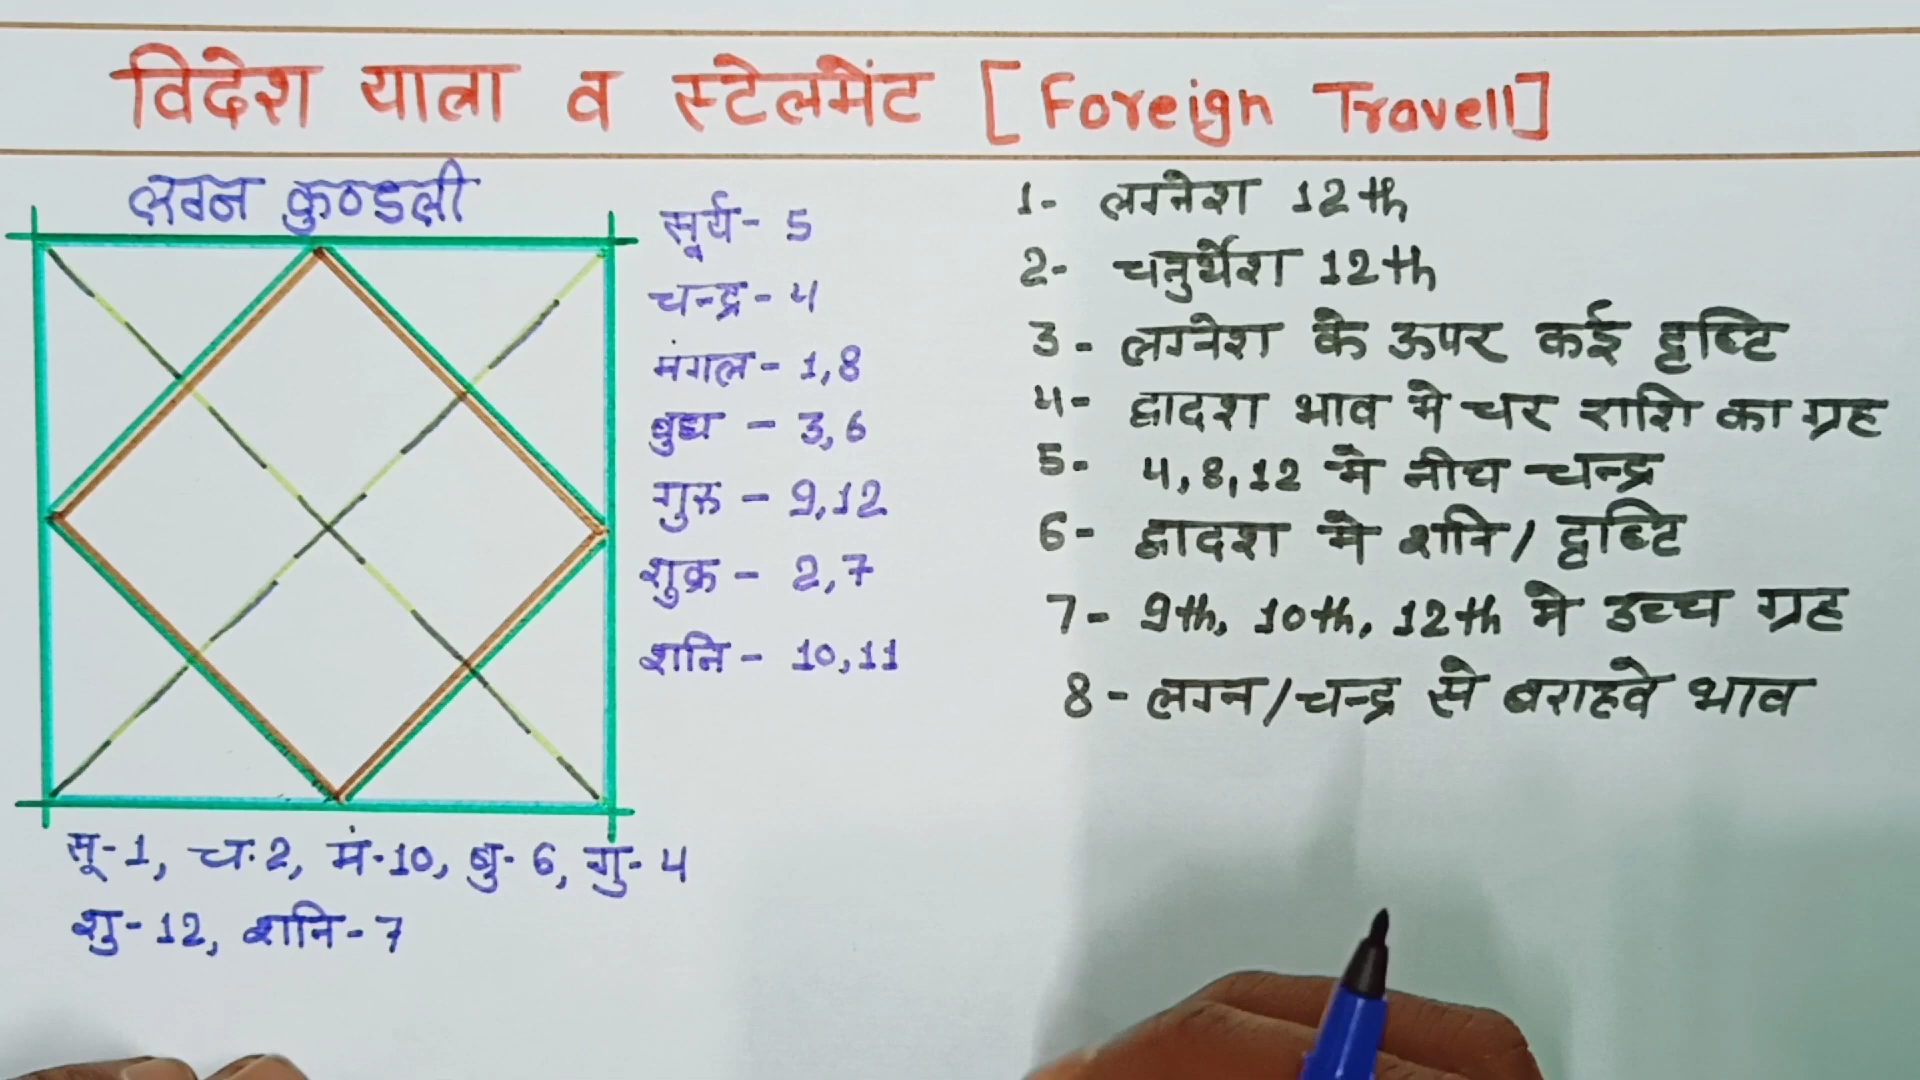 विदेश यात्रा व स्टेलमेंट [Foreign Travell]
लग्न कुण्डली
सूर्य- 5
चन्द्र- 4
मंगल- 1,8
बुध - 3,6
गुरु - 9,12
शुक्र - 2,7
शनि - 10,11
सू-1, च.2, मं.10, बु- 6, गु- 4
शु-12, शनि-7
1- लग्नेश 12th
2- चतुर्थेश 12th
3- लग्नेश के ऊपर कई दृष्टि
4- द्वादश भाव मे चर राशि का ग्रह
5- 4,8,12 मे नीच चन्द्र
6- द्वादश मे शनि/ दृष्टि
7- 9th, 10th, 12th मे उच्च ग्रह
8- लग्न/चन्द्र से बराहवे भाव